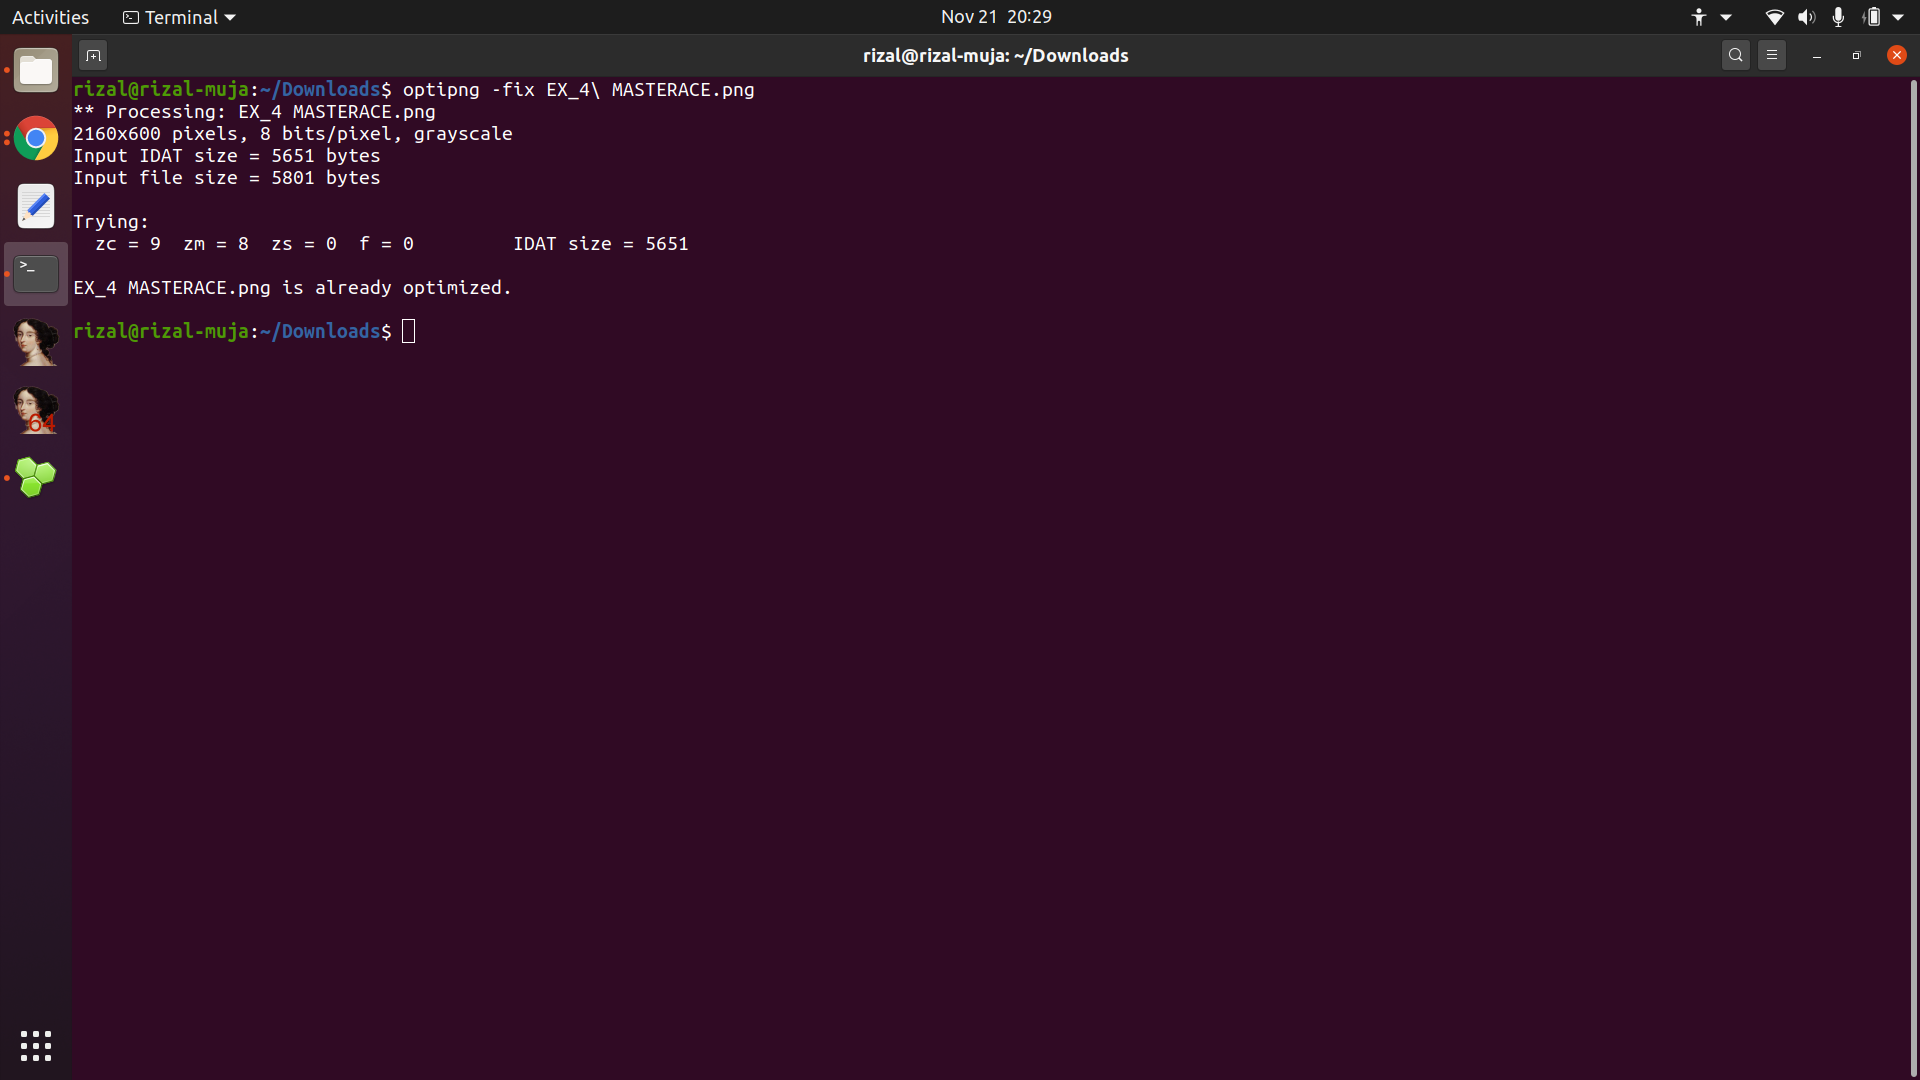 Activities
Terminal
Nov 21 20:29
rizal@rizal-muja: ~/Downloads
rizal@rizal-muja:~/Downloads$ optipng -fix EX_4\ MASTERACE.png
** Processing: EX_4 MASTERACE.png
2160x600 pixels, 8 bits/pixel, grayscale
Input IDAT size = 5651 bytes
Input file size = 5801 bytes
Trying:
  zc = 9  zm = 8  zs = 0  f = 0         IDAT size = 5651
EX_4 MASTERACE.png is already optimized.
rizal@rizal-muja:~/Downloads$
>_
64